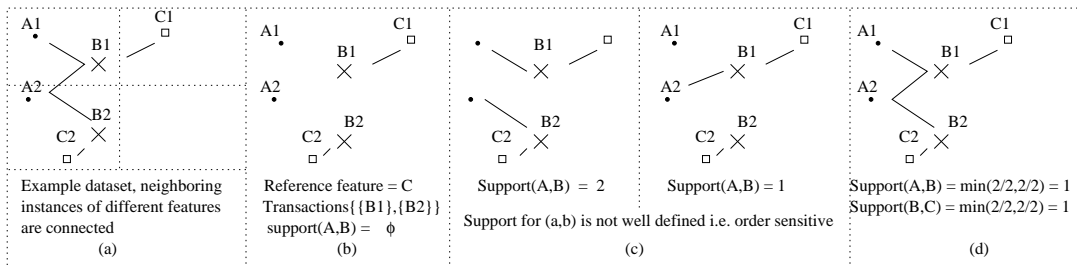 A1
C1
B1
A2
B2
C2
Example dataset, neighboring
instances of different features
are connected
(a)
A1
C1
B1
A2
B2
C2
Reference feature = C
Transactions{{B1},{B2}}
support(A,B) = ϕ
(b)
B1
B2
C2
Support(A,B) = 2
A1
C1
B1
A2
B2
C2
Support(A,B) = 1
Support for (a,b) is not well defined i.e. order sensitive
(c)
A1
C1
B1
A2
B2
C2
Support(A,B) = min(2/2,2/2) = 1
Support(B,C) = min(2/2,2/2) = 1
(d)